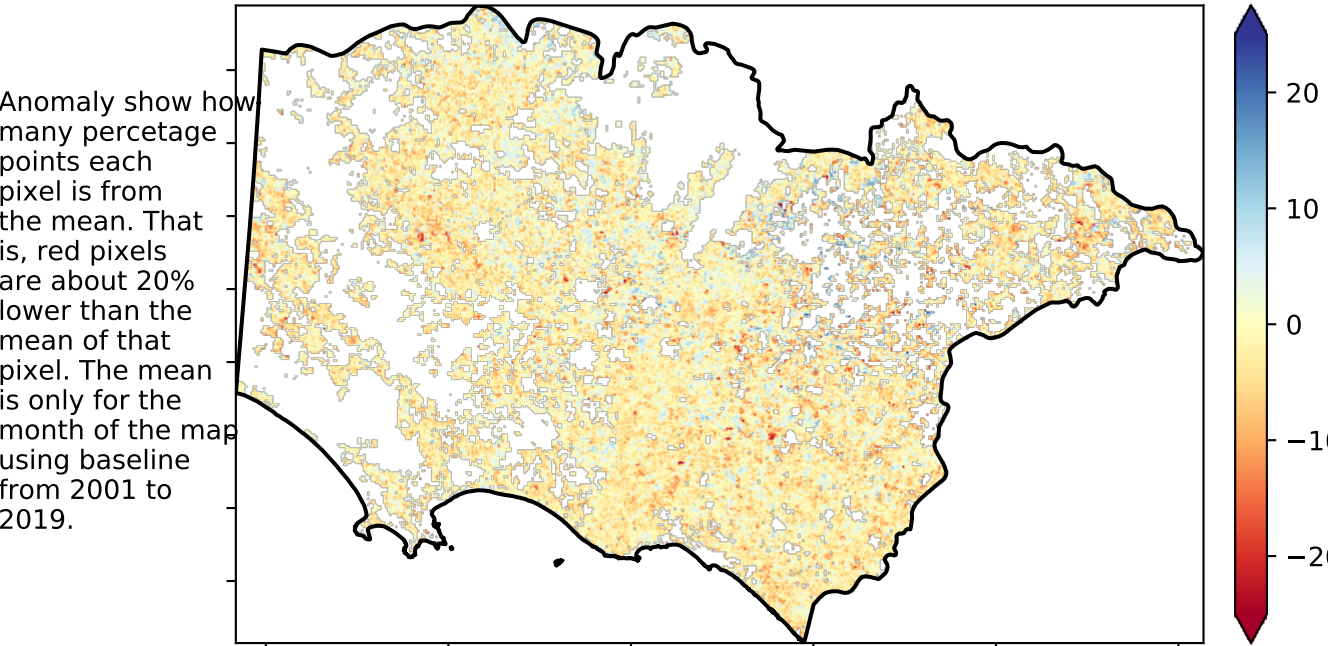 Anomaly show how
many percetage
points each
pixel is from
the mean. That
is, red pixels
are about 20%
lower than the
mean of that
pixel. The mean
is only for the
month of the map
using baseline
from 2001 to
2019.
20
10
0
−10
−20